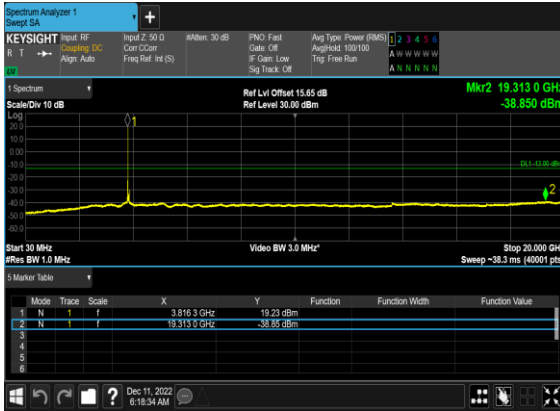 Spectrum Analyzer 1
Swept SA
+
KEYSIGHT Input: RF Input Z: 50 Ω #Atten: 30 dB PNO: Fast Avg Type: Power (RMS) 1 2 3 4 5 6
R T Coupling: DC Corr CCorr Gate: Off Avg|Hold: 100/100 A W W W W W
Align: Auto Freq Ref: Int (S) IF Gain: Low Trig: Free Run
Sig Track: Off A N N N N N
1 Spectrum Ref Lvl Offset 15.65 dB Mkr2 19.313 0 GHz
Scale/Div 10 dB Ref Level 30.00 dBm -38.850 dBm
Log
20.0
10.0
0.00
-10.0
-20.0
-30.0
-40.0
-50.0
-60.0
1
DL1 -13.00 dBm
2
Start 30 MHz Video BW 3.0 MHz* Stop 20.000 GHz
#Res BW 1.0 MHz Sweep ~38.3 ms (40001 pts)
5 Marker Table
Mode Trace Scale X Y Function Function Width Function Value
1 N 1 f 3.816 3 GHz 19.23 dBm
2 N 1 f 19.313 0 GHz -38.85 dBm
3
4
5
6
? Dec 11, 2022
6:18:34 AM